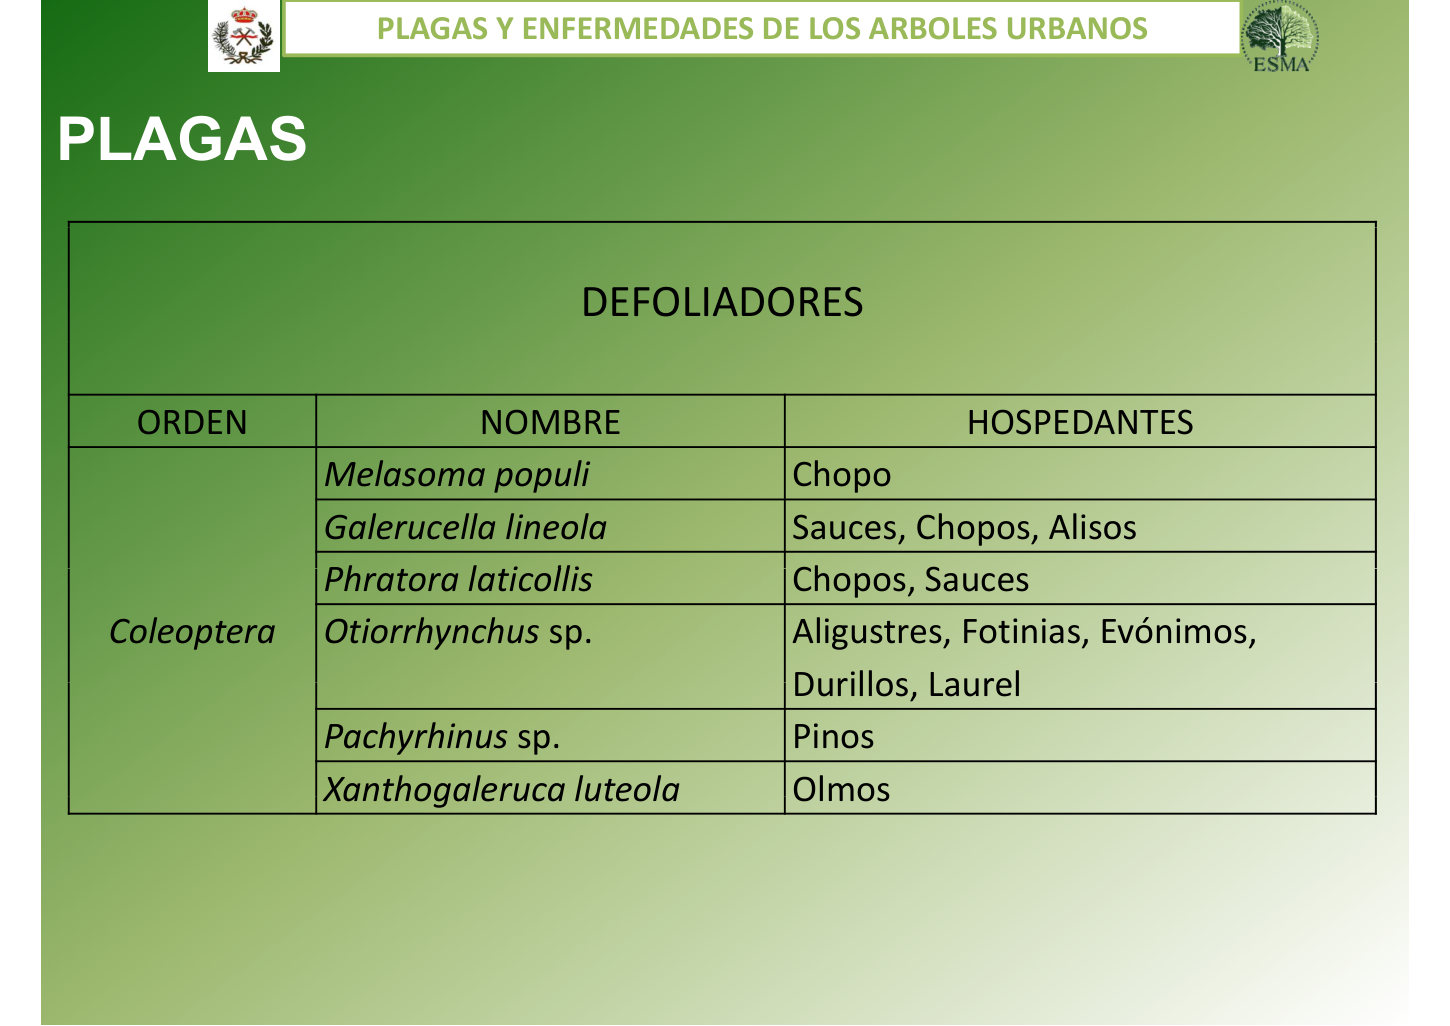 PLAGAS Y ENFERMEDADES DE LOS ARBOLES URBANOS
ESMA
PLAGAS
DEFOLIADORES
ORDEN NOMBRE HOSPEDANTES
Melasoma populi Chopo
Galerucella lineola Sauces, Chopos, Alisos
Phratora laticollis Chopos, Sauces
Coleoptera Otiorrhynchus sp. Aligustres, Fotinias, Evónimos,
Durillos, Laurel
Pachyrhinus sp. Pinos
Xanthogaleruca luteola Olmos